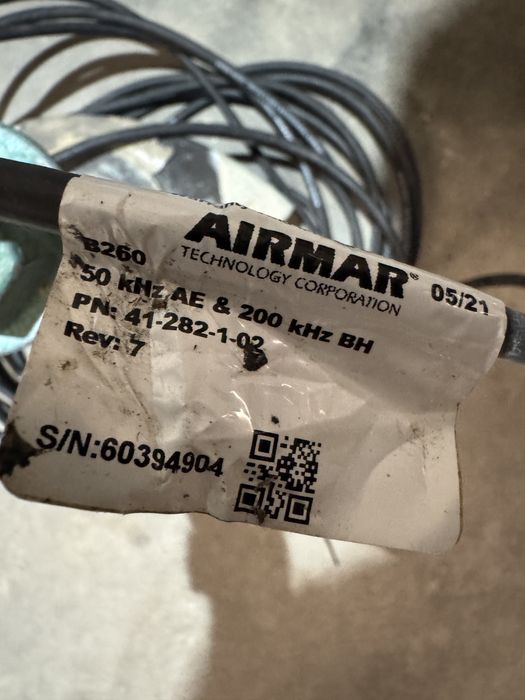 AIRMAR®
TECHNOLOGY CORPORATION
05/21
B260
50 kHz AE & 200 kHz BH
PN: 41-282-1-02
Rev: 7
S/N:60394904